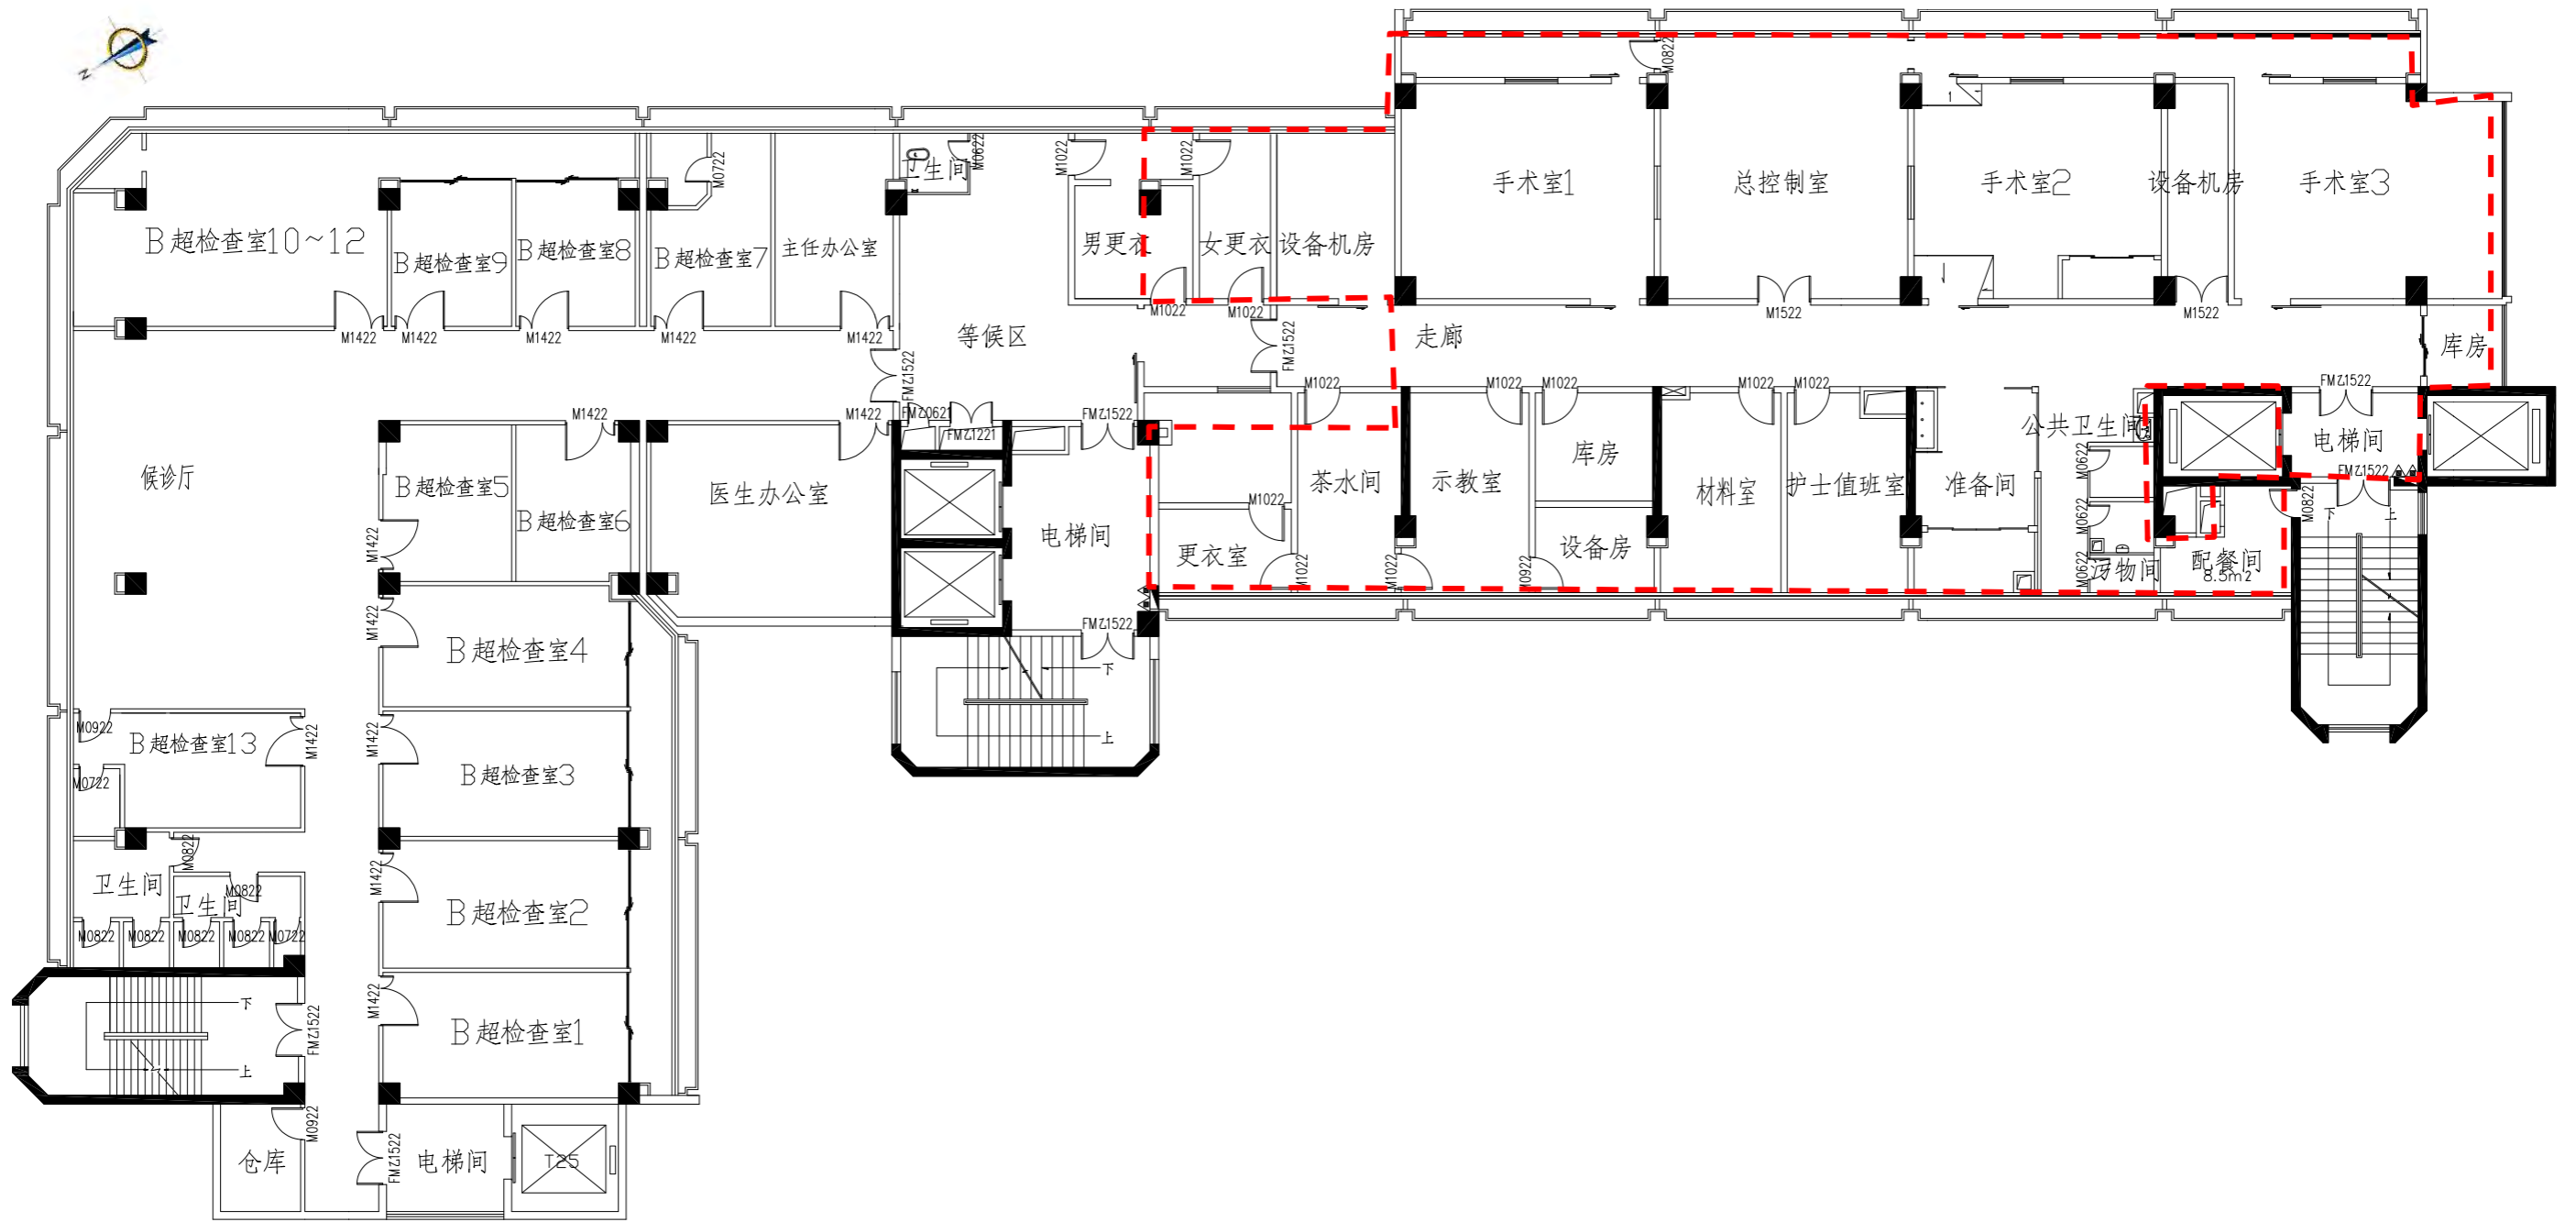 N
M0822
M0622
M1022
M1022
M0722
卫生间
手术室1
总控制室
手术室2
设备机房
手术室3
B超检查室10~12
B超检查室9
B超检查室8
B超检查室7
主任办公室
男更衣
女更衣
设备机房
M1422
M1422
M1422
M1422
M1422
M1022
M1022
M1522
M1522
等候区
走廊
库房
FMZ1522
FMZ1522
M1022
M1022
M1022
M1022
M1022
FMZ1522
M1422
M1422
FMZ0621
FMZ1221
FMZ1522
公共卫生间
电梯间
候诊厅
B超检查室5
B超检查室6
医生办公室
茶水间
示教室
库房
材料室
护士值班室
准备间
M0622
FMZ1522
M0822
下
上
M1022
电梯间
更衣室
设备房
M0622
配餐间
8.5m2
污物间
M0622
M1422
M1022
M1022
M0922
M1422
B超检查室4
FMZ1522
下
上
M0922
B超检查室13
M1422
M1422
B超检查室3
M0722
M0822
卫生间
卫生间
M0822
M1422
B超检查室2
M0822
M0822
M0822
M0822
M0722
下
上
FMZ1522
M1422
B超检查室1
M0922
仓库
FMZ1522
电梯间
T25